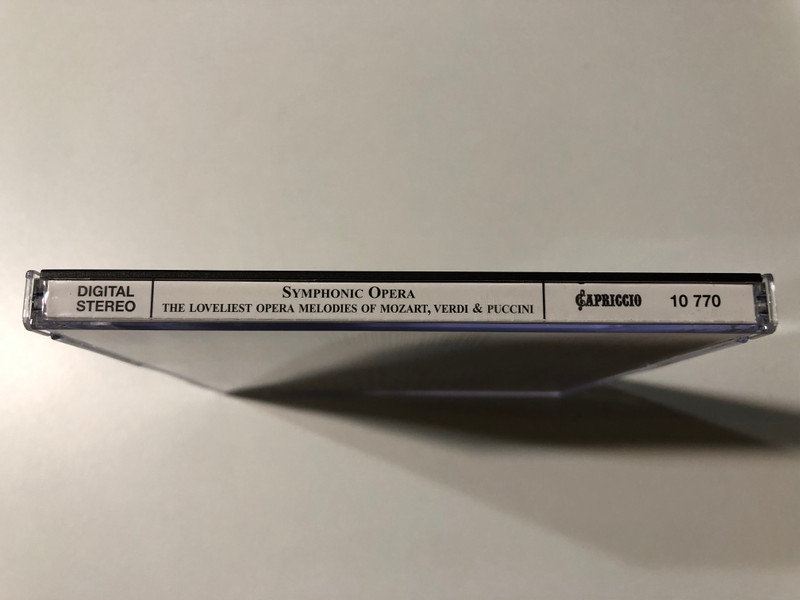 DIGITAL
STEREO
SYMPHONIC OPERA
THE LOVELIEST OPERA MELODIES OF MOZART, VERDI & PUCCINI
CAPRICCIO
10 770